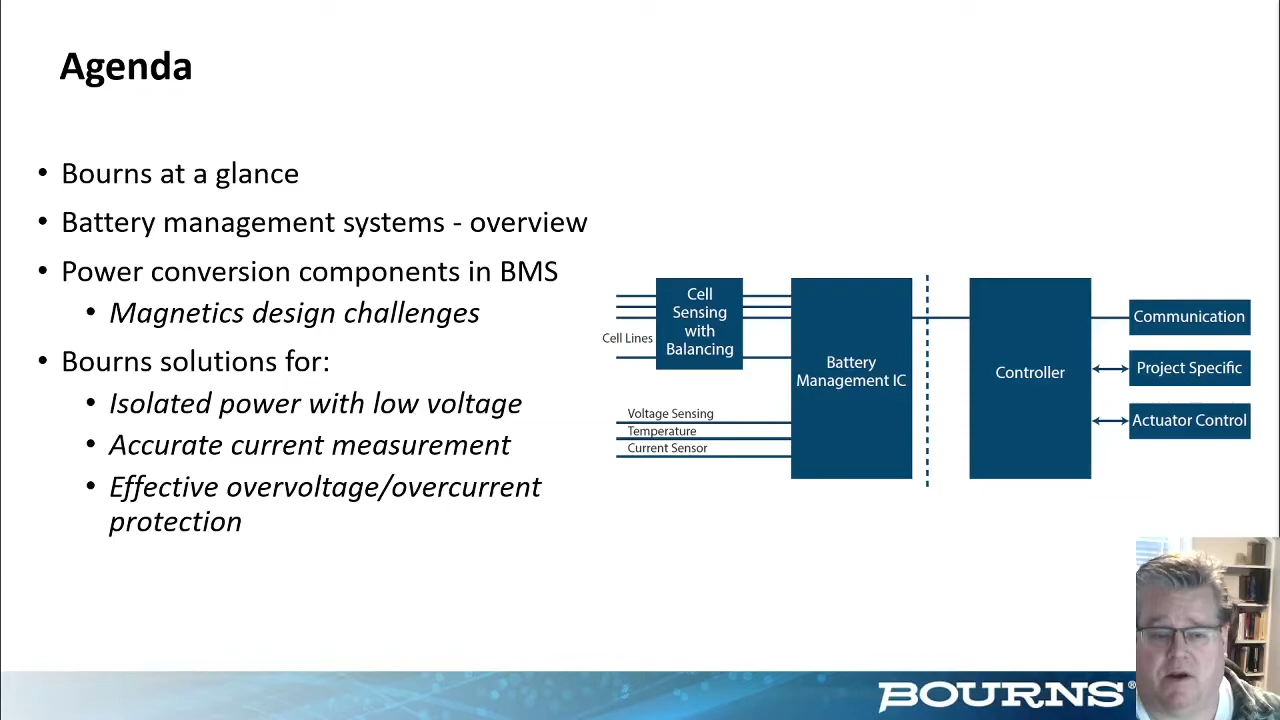 Agenda
• Bourns at a glance
• Battery management systems - overview
• Power conversion components in BMS
• Magnetics design challenges
• Bourns solutions for:
• Isolated power with low voltage
• Accurate current measurement
• Effective overvoltage/overcurrent
protection
Cell Lines
Cell
Sensing
with
Balancing
Voltage Sensing
Temperature
Current Sensor
Battery
Management IC
Controller
Communication
Project Specific
Actuator Control
BOURNS®